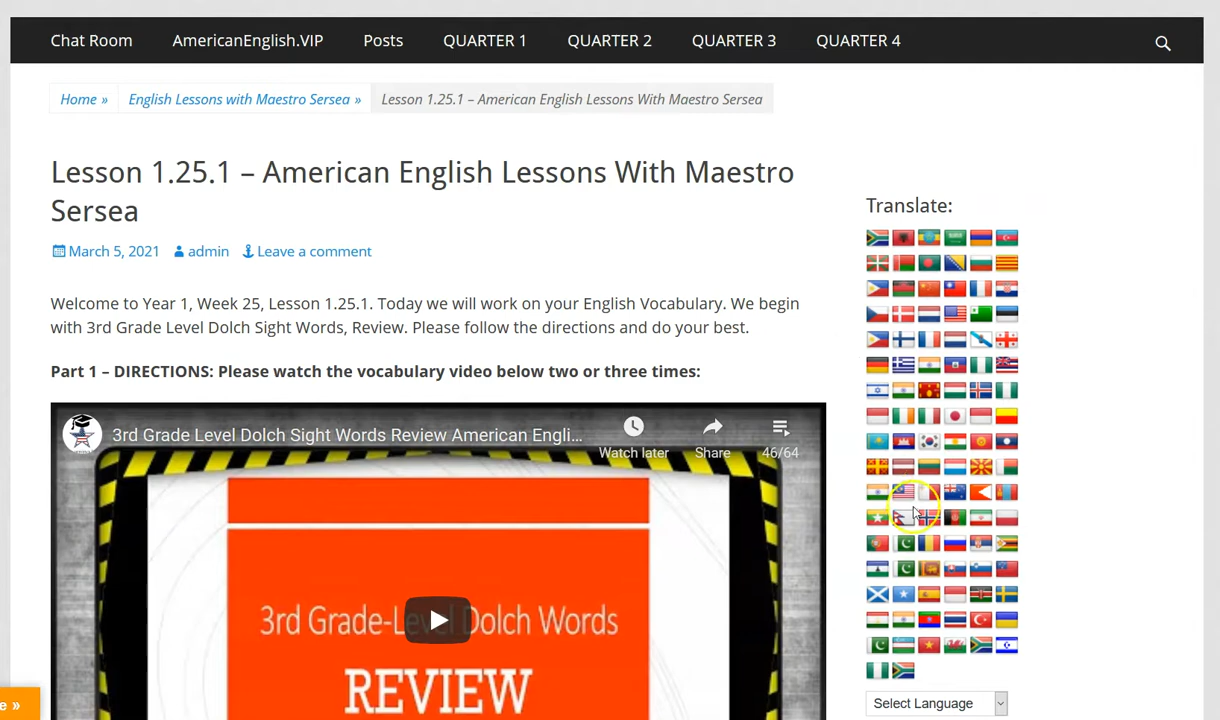 Chat Room AmericanEnglish.VIP Posts QUARTER 1 QUARTER 2 QUARTER 3 QUARTER 4
Home » English Lessons with Maestro Sersea » Lesson 1.25.1 – American English Lessons With Maestro Sersea
Lesson 1.25.1 – American English Lessons With Maestro
Sersea
March 5, 2021 admin Leave a comment
Welcome to Year 1, Week 25, Lesson 1.25.1. Today we will work on your English Vocabulary. We begin
with 3rd Grade Level Dolch Sight Words, Review. Please follow the directions and do your best.
Part 1 – DIRECTIONS: Please watch the vocabulary video below two or three times:
3rd Grade Level Dolch Sight Words Review American Engli...
Watch later Share 46/64
3rd Grade-Level Dolch Words
REVIEW
Translate:
Select Language
e »